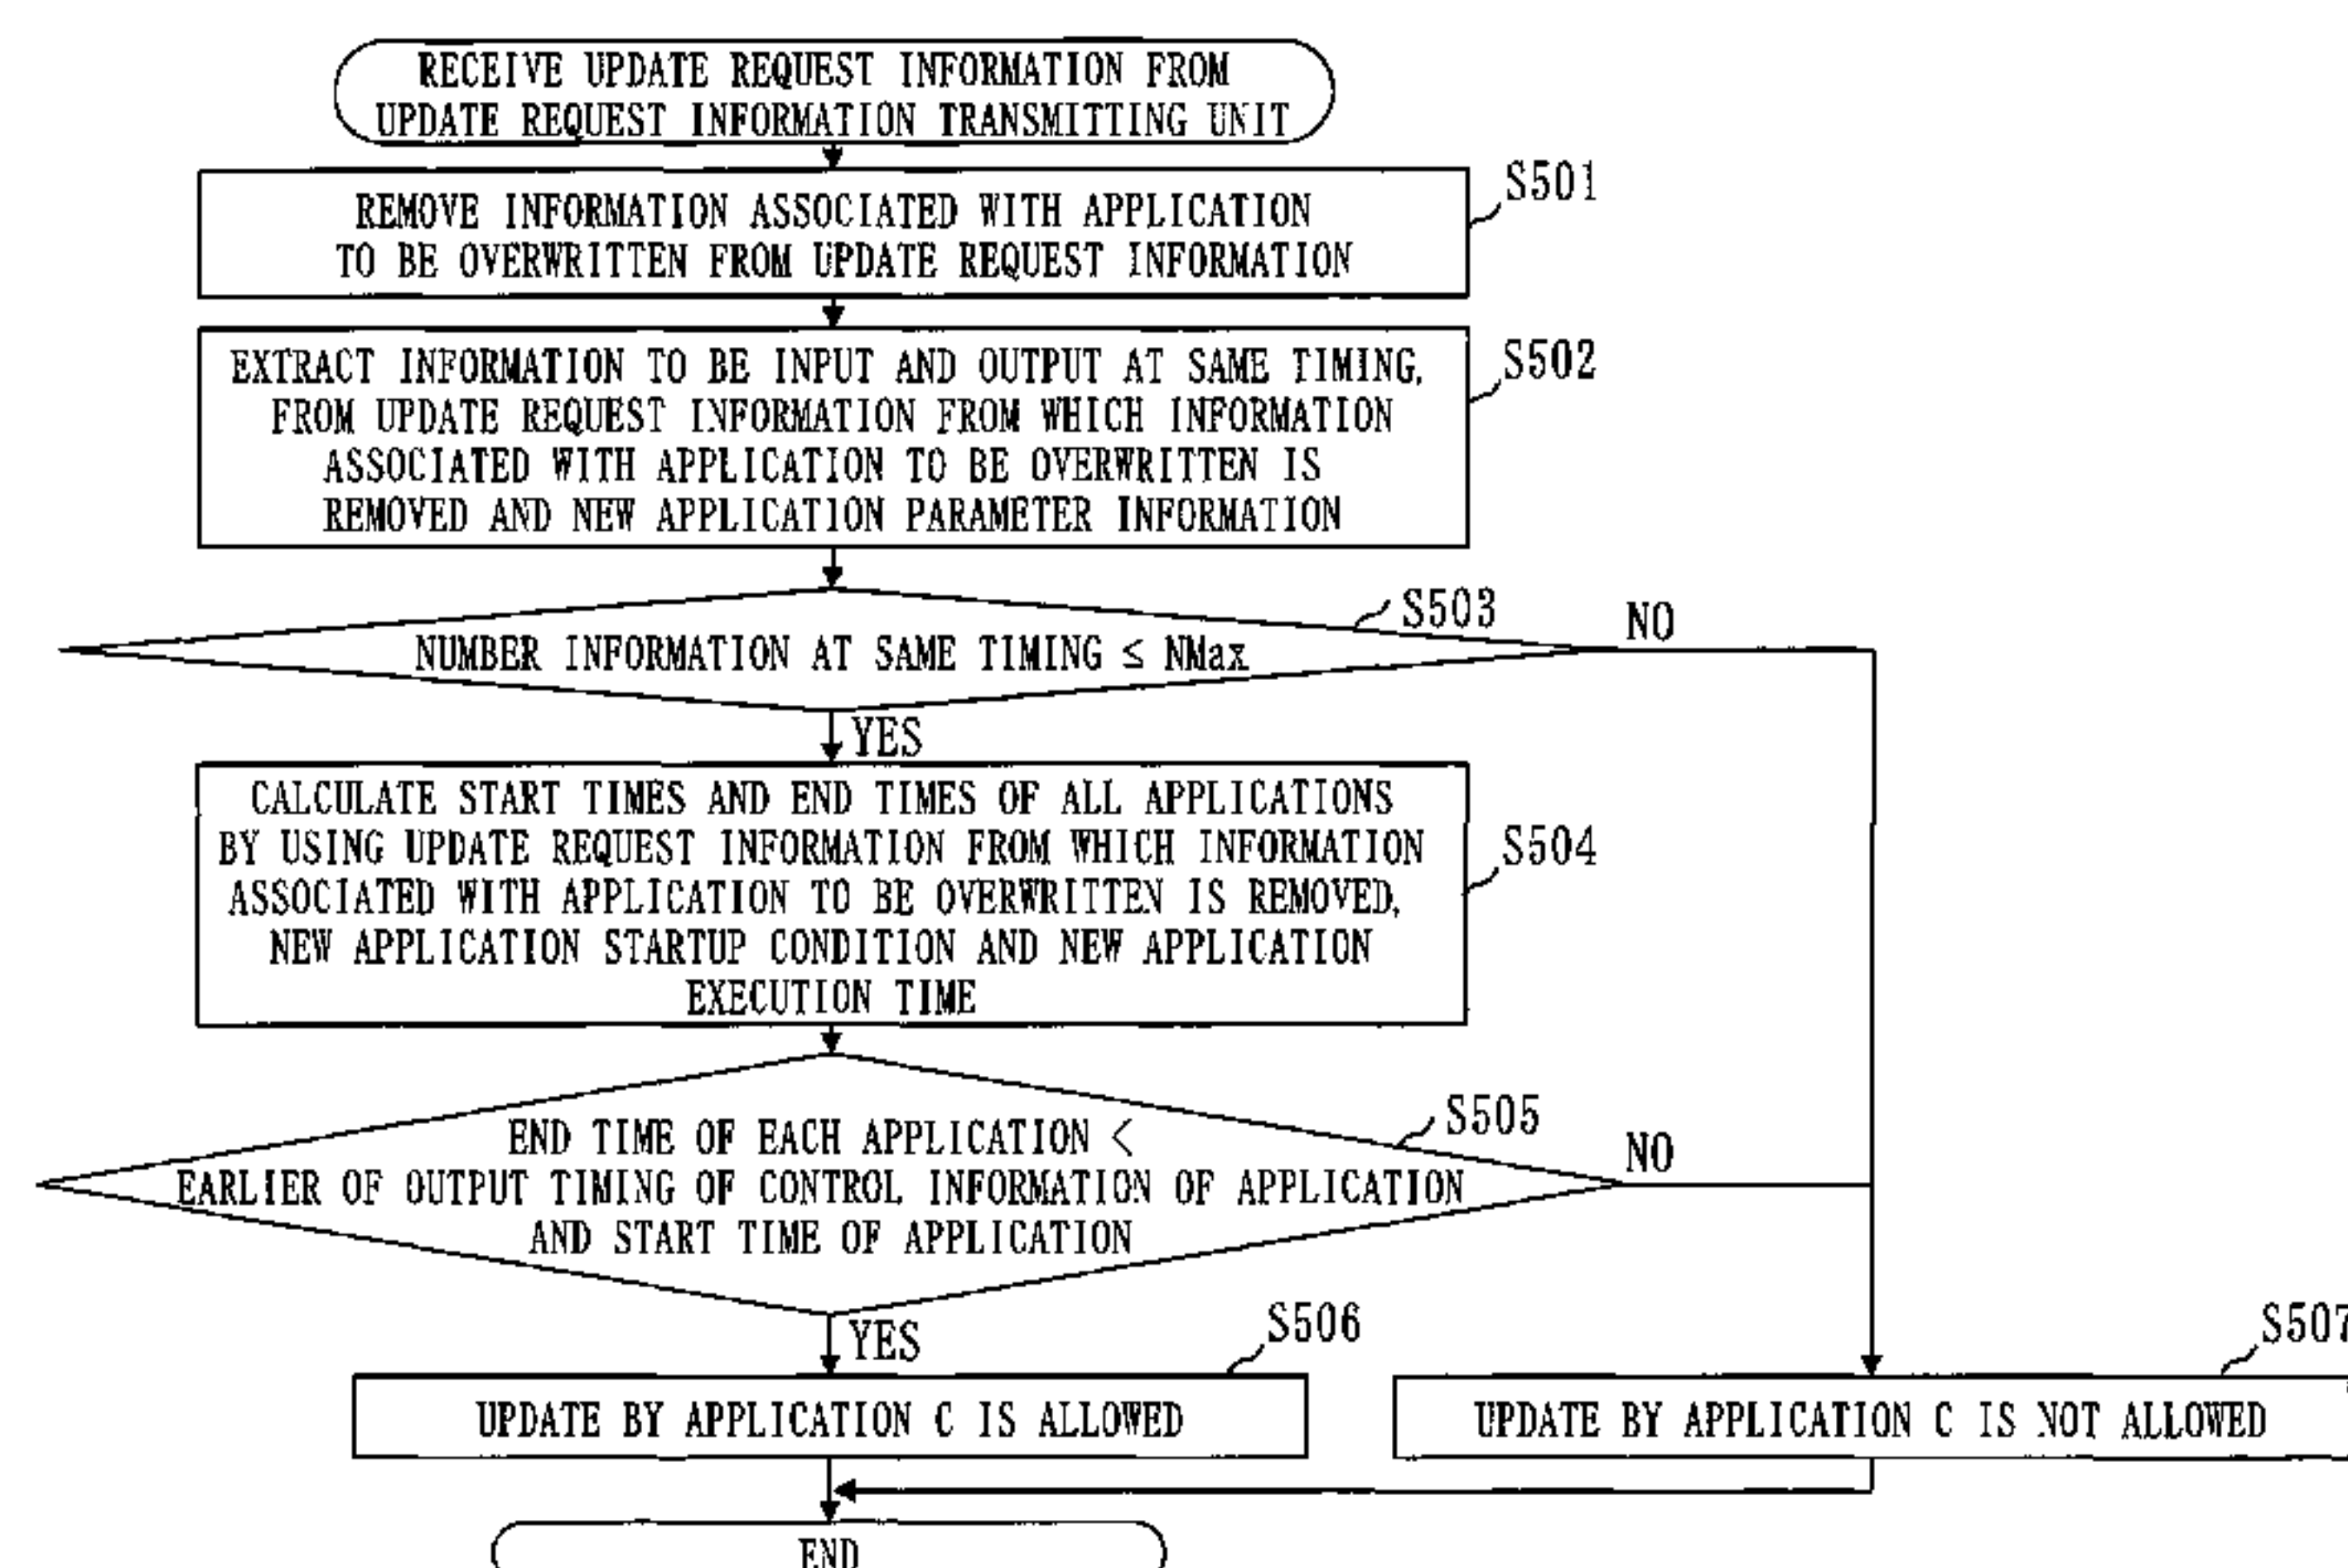 RECEIVE UPDATE REQUEST INFORMATION FROM
UPDATE REQUEST INFORMATION TRANSMITTING UNIT
S501
REMOVE INFORMATION ASSOCIATED WITH APPLICATION
TO BE OVERWRITTEN FROM UPDATE REQUEST INFORMATION
S502
EXTRACT INFORMATION TO BE INPUT AND OUTPUT AT SAME TIMING,
FROM UPDATE REQUEST INFORMATION FROM WHICH INFORMATION
ASSOCIATED WITH APPLICATION TO BE OVERWRITTEN IS
REMOVED AND NEW APPLICATION PARAMETER INFORMATION
S503
NO
NUMBER INFORMATION AT SAME TIMING ≤ NMax
YES
CALCULATE START TIMES AND END TIMES OF ALL APPLICATIONS
BY USING UPDATE REQUEST INFORMATION FROM WHICH INFORMATION
S504
ASSOCIATED WITH APPLICATION TO BE OVERWRITTEN IS REMOVED,
NEW APPLICATION STARTUP CONDITION AND NEW APPLICATION
EXECUTION TIME
S505
NO
END TIME OF EACH APPLICATION <
EARLIER OF OUTPUT TIMING OF CONTROL INFORMATION OF APPLICATION
AND START TIME OF APPLICATION
YES
S506
S507
UPDATE BY APPLICATION C IS ALLOWED
UPDATE BY APPLICATION C IS NOT ALLOWED
END